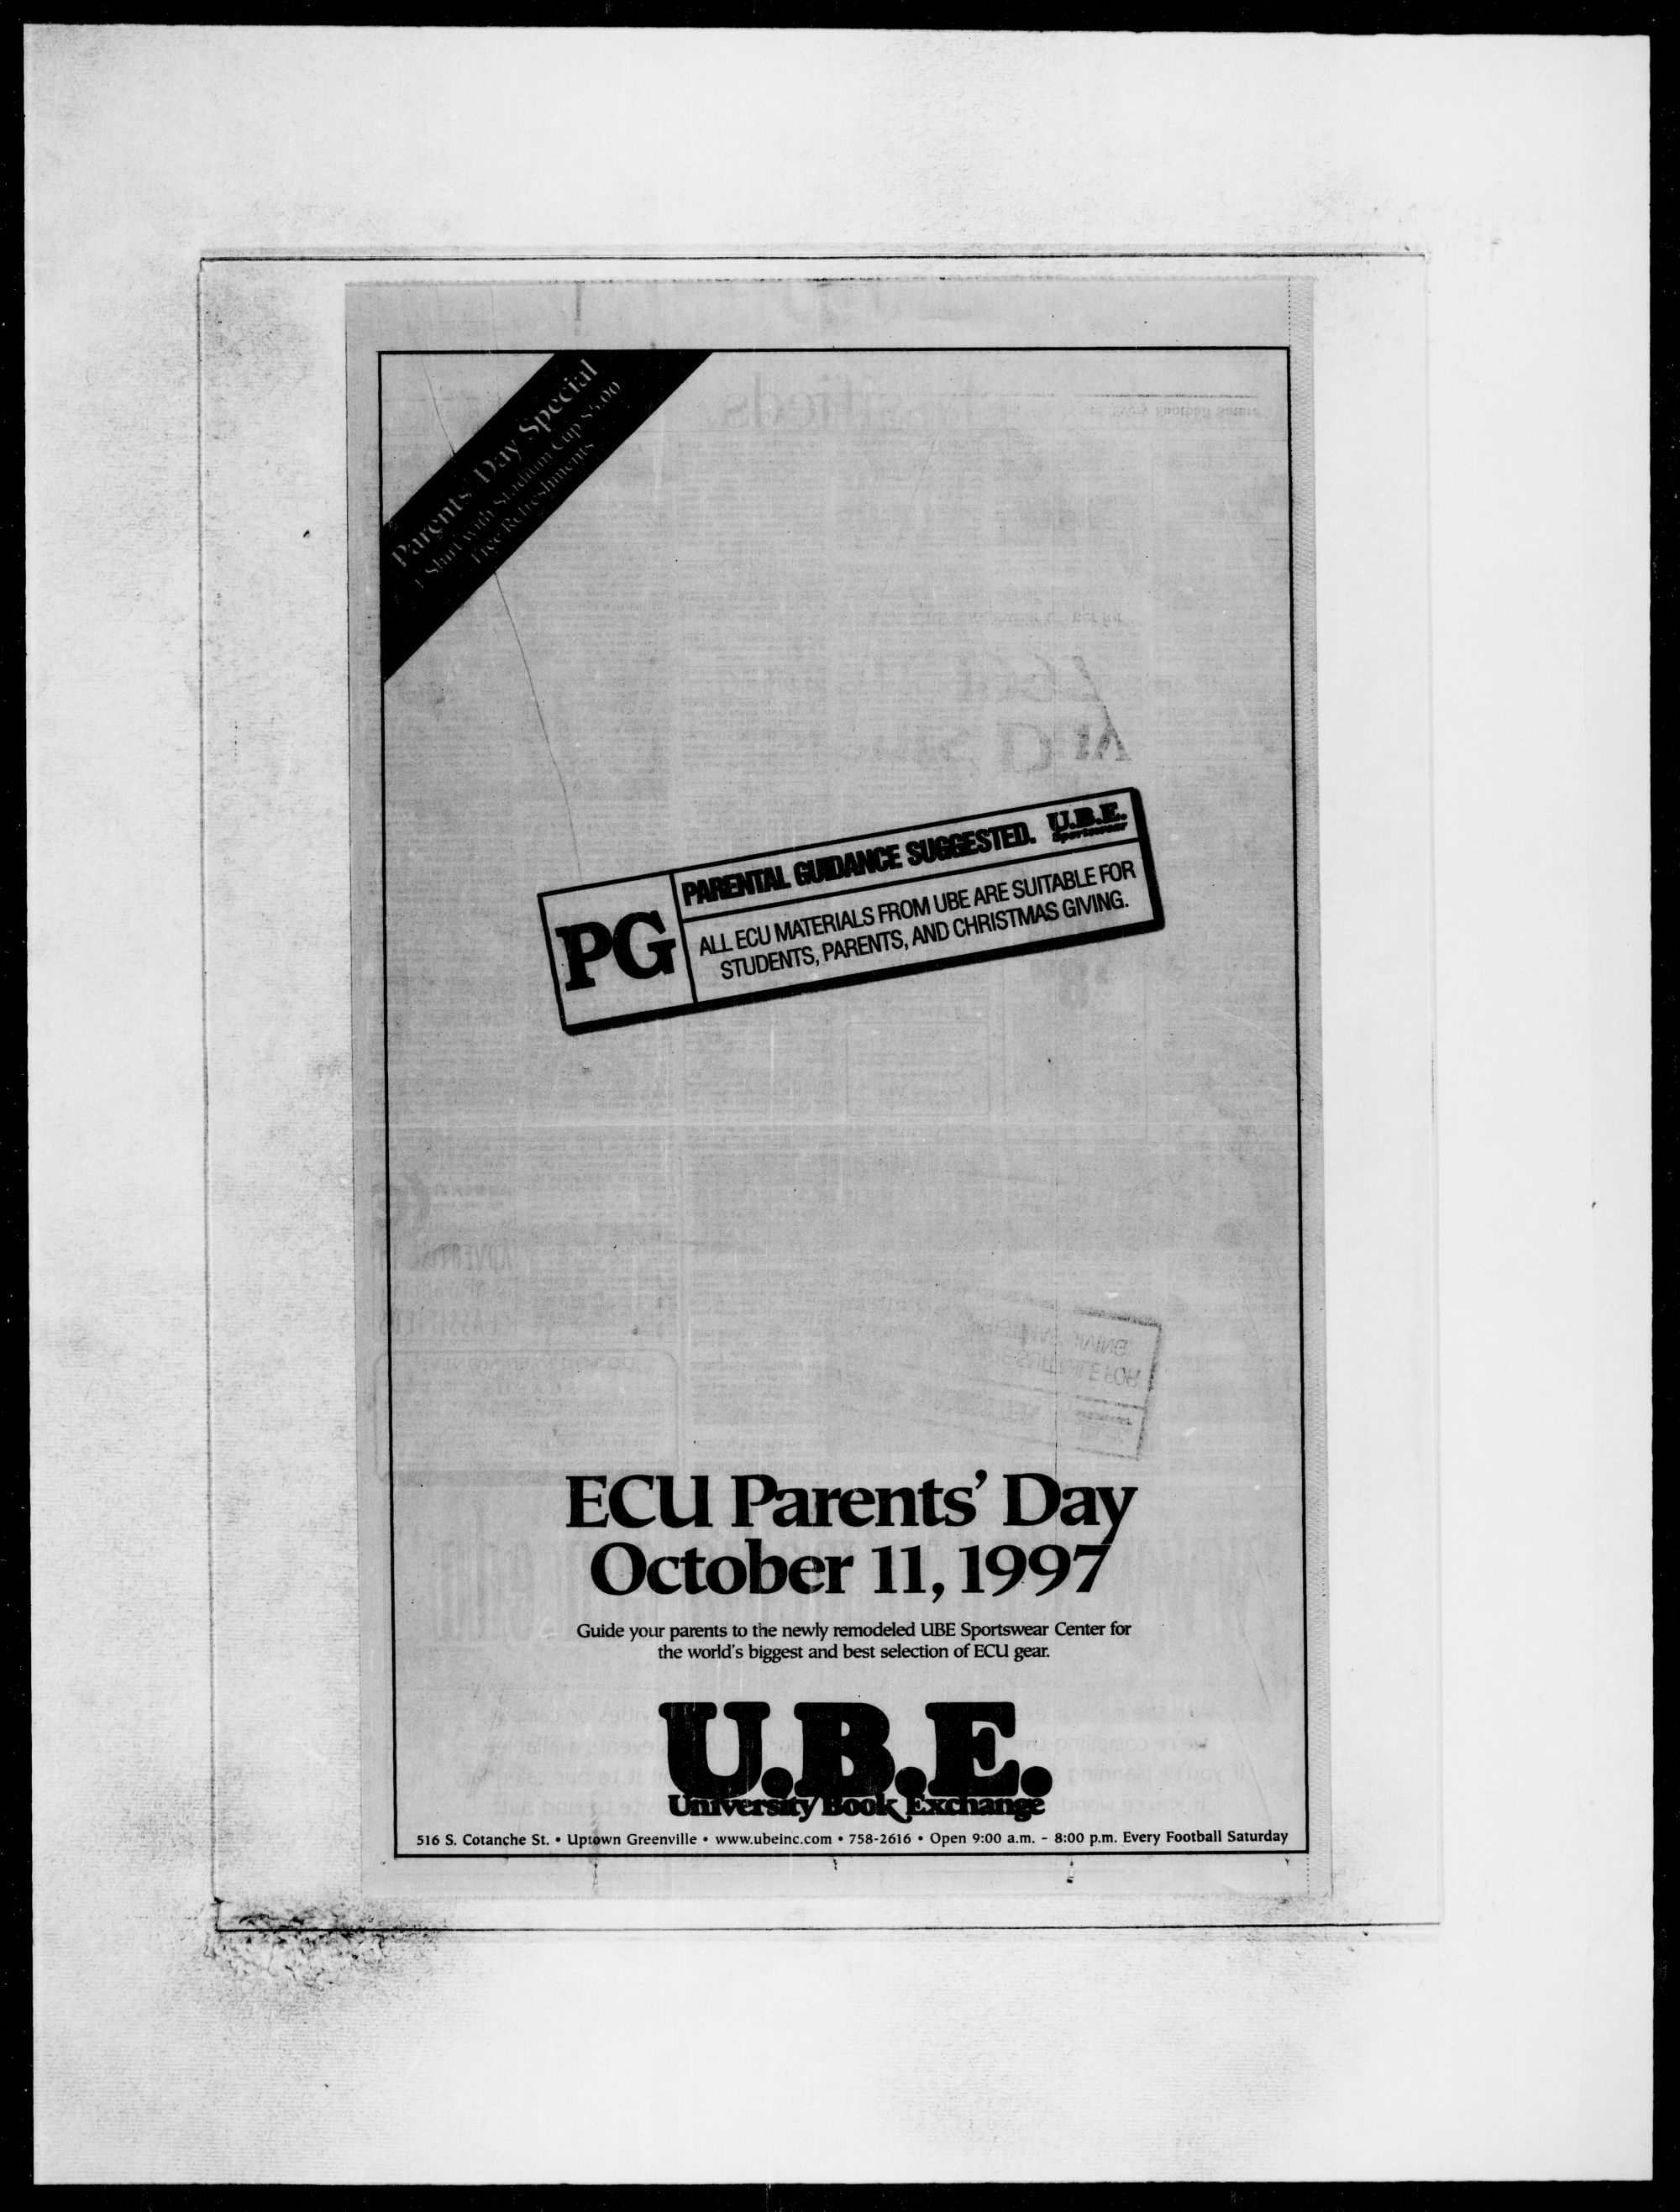 Parents' Day Special
T Shirt with Stadium Cup $5.00
Free Refreshments
PG
PARENTAL GUIDANCE SUGGESTED.
U.B.E.
Sportswear
ALL ECU MATERIALS FROM UBE ARE SUITABLE FOR
STUDENTS, PARENTS, AND CHRISTMAS GIVING.
ECU Parents' Day
October 11, 1997
Guide your parents to the newly remodeled UBE Sportswear Center for
the world's biggest and best selection of ECU gear.
U.B.E.
University Book Exchange
516 S. Cotanche St. • Uptown Greenville • www.ubeinc.com • 758-2616 • Open 9:00 a.m. - 8:00 p.m. Every Football Saturday